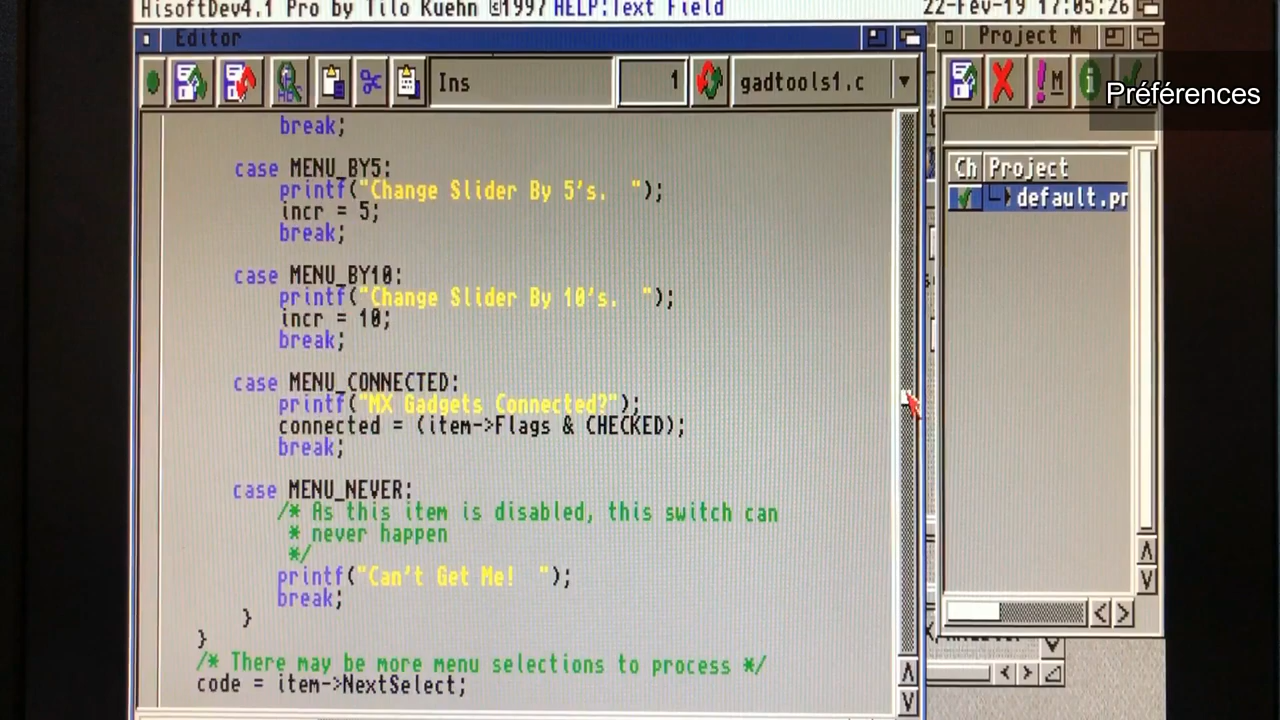 HisoftDev4.1 Pro by Tilo Kuehn ©1997 HELP:Text Field
22-Fév-19 17:05:26
Editor
Project M
Ins
1
gadtools1.c
Préférences
break;
case MENU_BY5:
printf("Change Slider By 5's.  ");
incr = 5;
break;
case MENU_BY10:
printf("Change Slider By 10's.  ");
incr = 10;
break;
case MENU_CONNECTED:
printf("MX Gadgets Connected?");
connected = (item->Flags & CHECKED);
break;
case MENU_NEVER:
/* As this item is disabled, this switch can
* never happen
*/
printf("Can't Get Me!  ");
break;
}
}
/* There may be more menu selections to process */
code = item->NextSelect;
Ch Project
default.pr